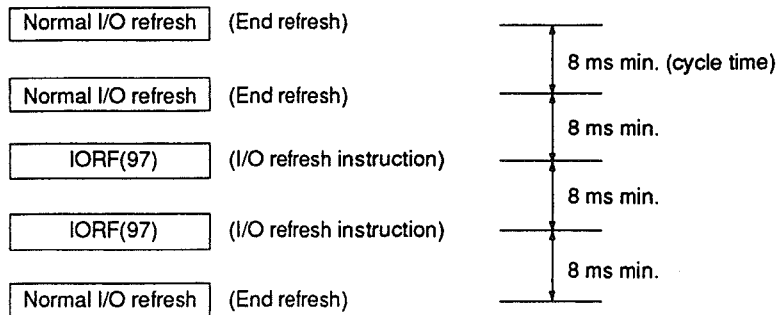 Normal I/O refresh (End refresh)
8 ms min. (cycle time)
Normal I/O refresh (End refresh)
8 ms min.
IORF(97) (I/O refresh instruction)
8 ms min.
IORF(97) (I/O refresh instruction)
8 ms min.
Normal I/O refresh (End refresh)